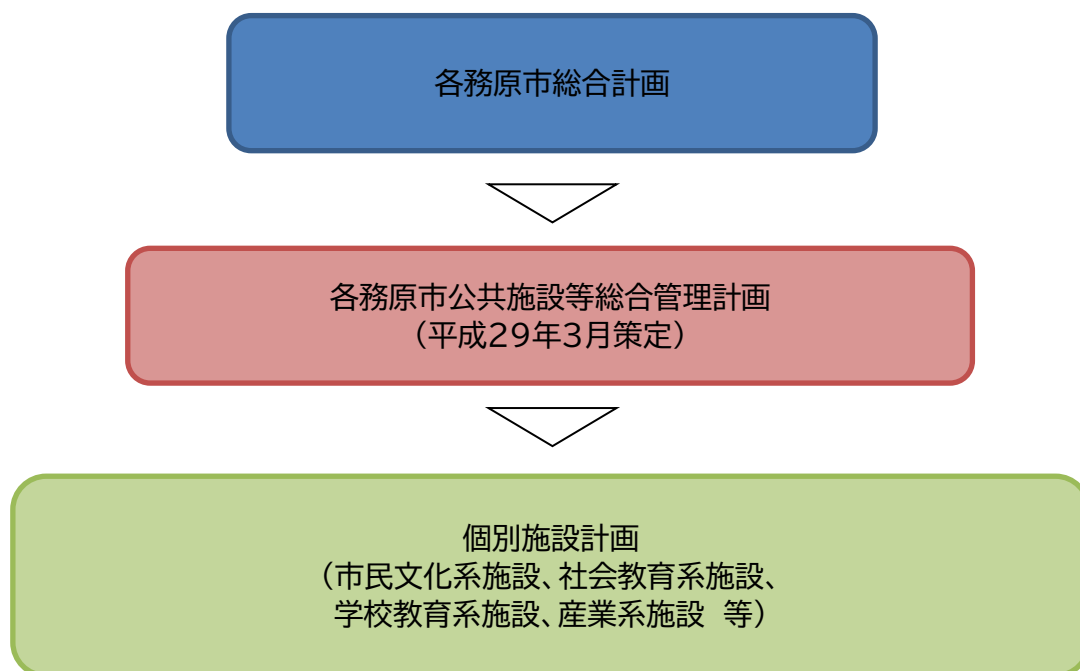 各務原市総合計画
各務原市公共施設等総合管理計画
（平成29年3月策定）
個別施設計画
（市民文化系施設、社会教育系施設、
学校教育系施設、産業系施設　等）